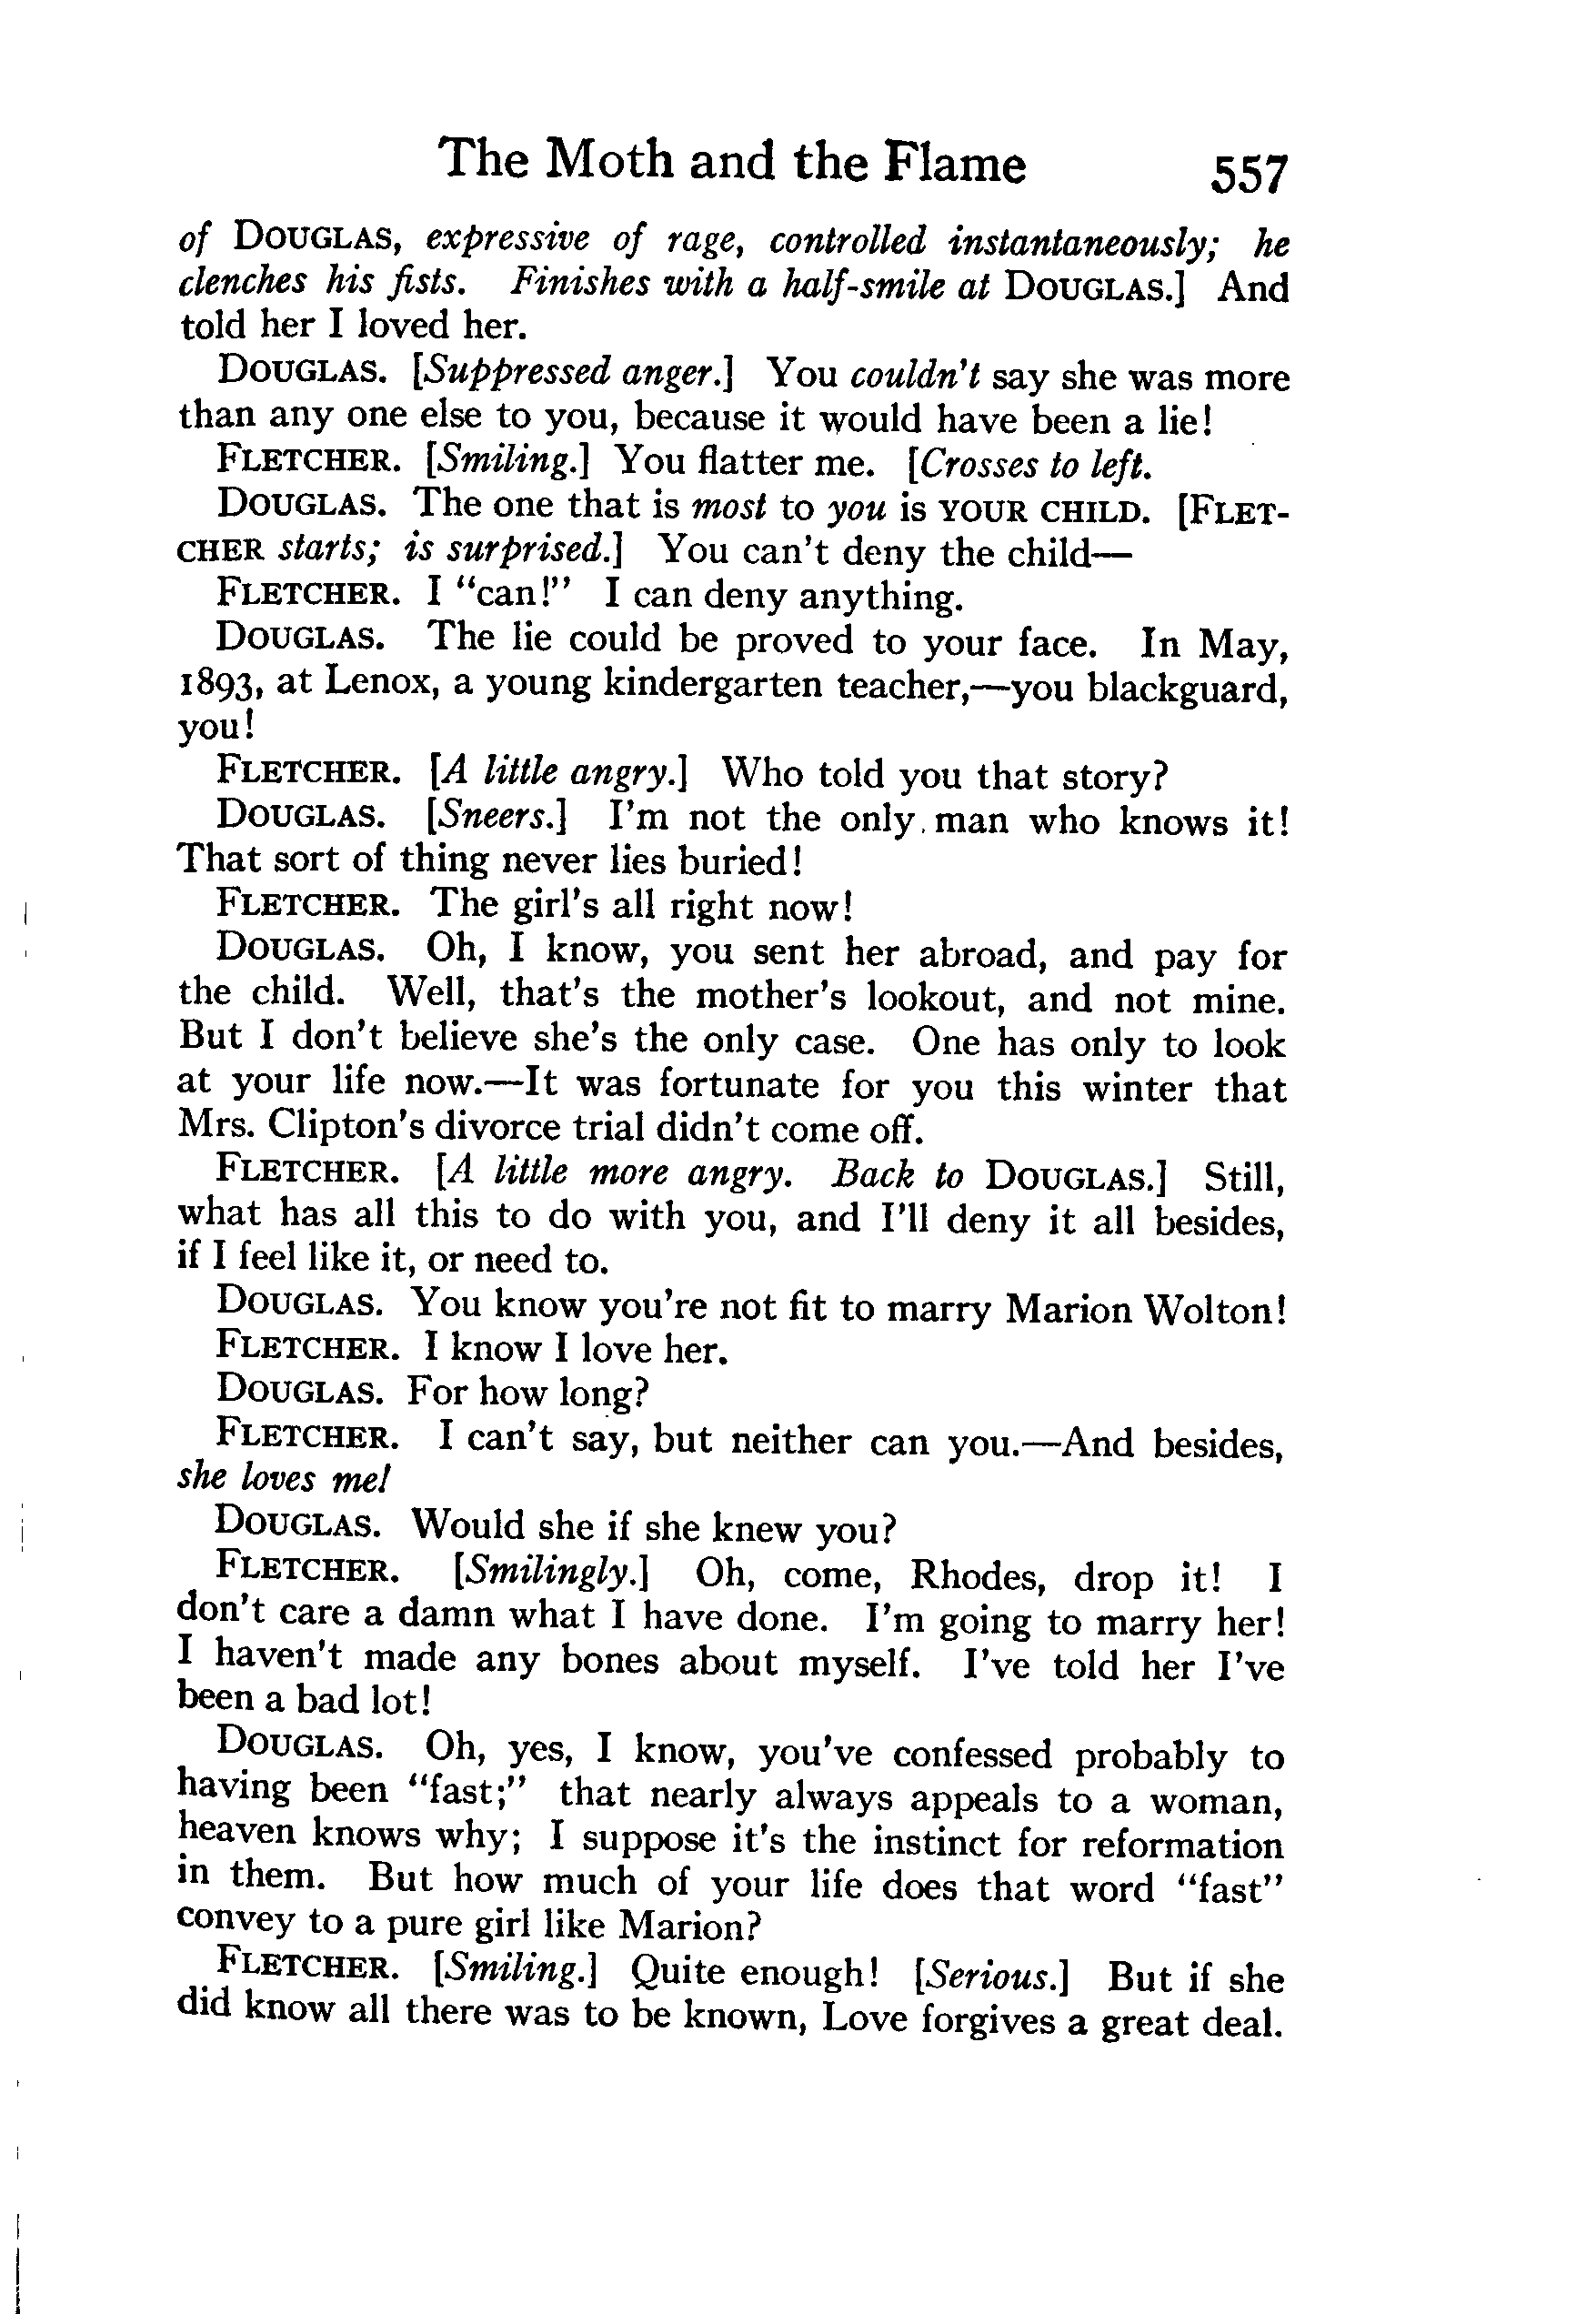 The Moth and the Flame 557
of DOUGLAS, expressive of rage, controlled instantaneously; he
clenches his fists. Finishes with a half-smile at DOUGLAS.] And
told her I loved her.
DOUGLAS. [Suppressed anger.] You couldn't say she was more
than any one else to you, because it would have been a lie!
FLETCHER. [Smiling.] You flatter me. [Crosses to left.
DOUGLAS. The one that is most to you is YOUR CHILD. [FLET-
CHER starts; is surprised.] You can't deny the child—
FLETCHER. I "can!" I can deny anything.
DOUGLAS. The lie could be proved to your face. In May,
1893, at Lenox, a young kindergarten teacher,—you blackguard,
you!
FLETCHER. [A little angry.] Who told you that story?
DOUGLAS. [Sneers.] I'm not the only man who knows it!
That sort of thing never lies buried!
FLETCHER. The girl's all right now!
DOUGLAS. Oh, I know, you sent her abroad, and pay for
the child. Well, that's the mother's lookout, and not mine.
But I don't believe she's the only case. One has only to look
at your life now.—It was fortunate for you this winter that
Mrs. Clipton's divorce trial didn't come off.
FLETCHER. [A little more angry. Back to DOUGLAS.] Still,
what has all this to do with you, and I'll deny it all besides,
if I feel like it, or need to.
DOUGLAS. You know you're not fit to marry Marion Wolton!
FLETCHER. I know I love her.
DOUGLAS. For how long?
FLETCHER. I can't say, but neither can you.—And besides,
she loves me!
DOUGLAS. Would she if she knew you?
FLETCHER. [Smilingly.] Oh, come, Rhodes, drop it! I
don't care a damn what I have done. I'm going to marry her!
I haven't made any bones about myself. I've told her I've
been a bad lot!
DOUGLAS. Oh, yes, I know, you've confessed probably to
having been "fast;" that nearly always appeals to a woman,
heaven knows why; I suppose it's the instinct for reformation
in them. But how much of your life does that word "fast"
convey to a pure girl like Marion?
FLETCHER. [Smiling.] Quite enough! [Serious.] But if she
did know all there was to be known, Love forgives a great deal.